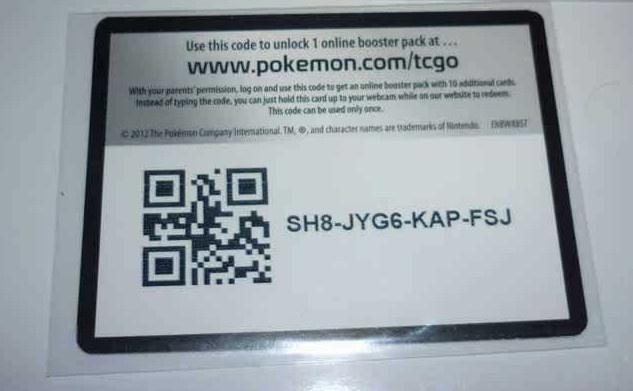 Use this code to unlock 1 online booster pack at ...
www.pokemon.com/tcgo
With your parents' permission, log on and use this code to get an online booster pack with 10 additional cards.
Instead of typing the code, you can just hold this card up to your webcam while on our website to redeem.
This code can be used only once.
© 2012 The Pokémon Company International. TM, ®, and character names are trademarks of Nintendo.
SH8-JYG6-KAP-FSJ